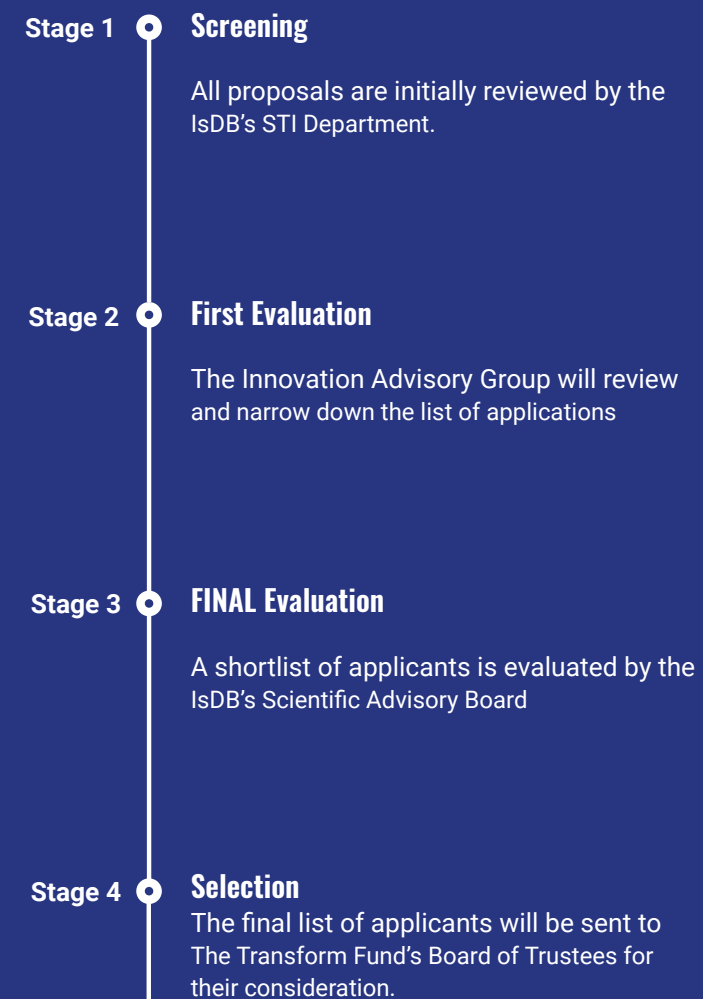 Stage 1
Screening
All proposals are initially reviewed by the
IsDB’s STI Department.
Stage 2
First Evaluation
The Innovation Advisory Group will review
and narrow down the list of applications
Stage 3
FINAL Evaluation
A shortlist of applicants is evaluated by the
IsDB’s Scientific Advisory Board
Stage 4
Selection
The final list of applicants will be sent to
The Transform Fund’s Board of Trustees for
their consideration.